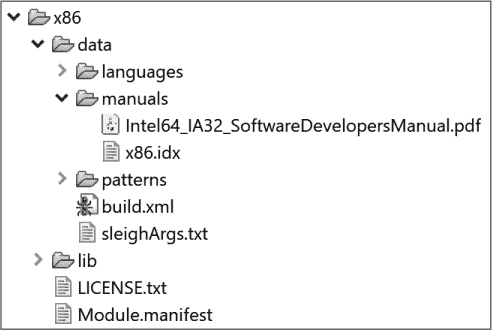 x86
data
languages
manuals
Intel64_IA32_SoftwareDevelopersManual.pdf
x86.idx
patterns
build.xml
sleighArgs.txt
lib
LICENSE.txt
Module.manifest